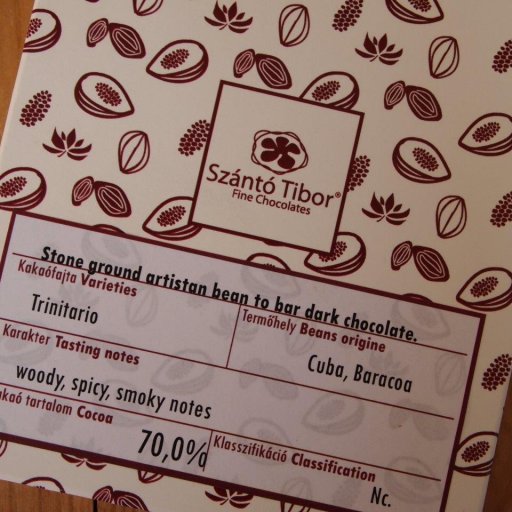 Szántó Tibor®
Fine Chocolates
Stone ground artistan bean to bar dark chocolate.
Kakaófajta Varieties
Trinitario
Termőhely Beans origine
Cuba, Baracoa
Karakter Tasting notes
woody, spicy, smoky notes
akaó tartalom Cocoa
70,0%
Klasszifikáció Classification
Nc.